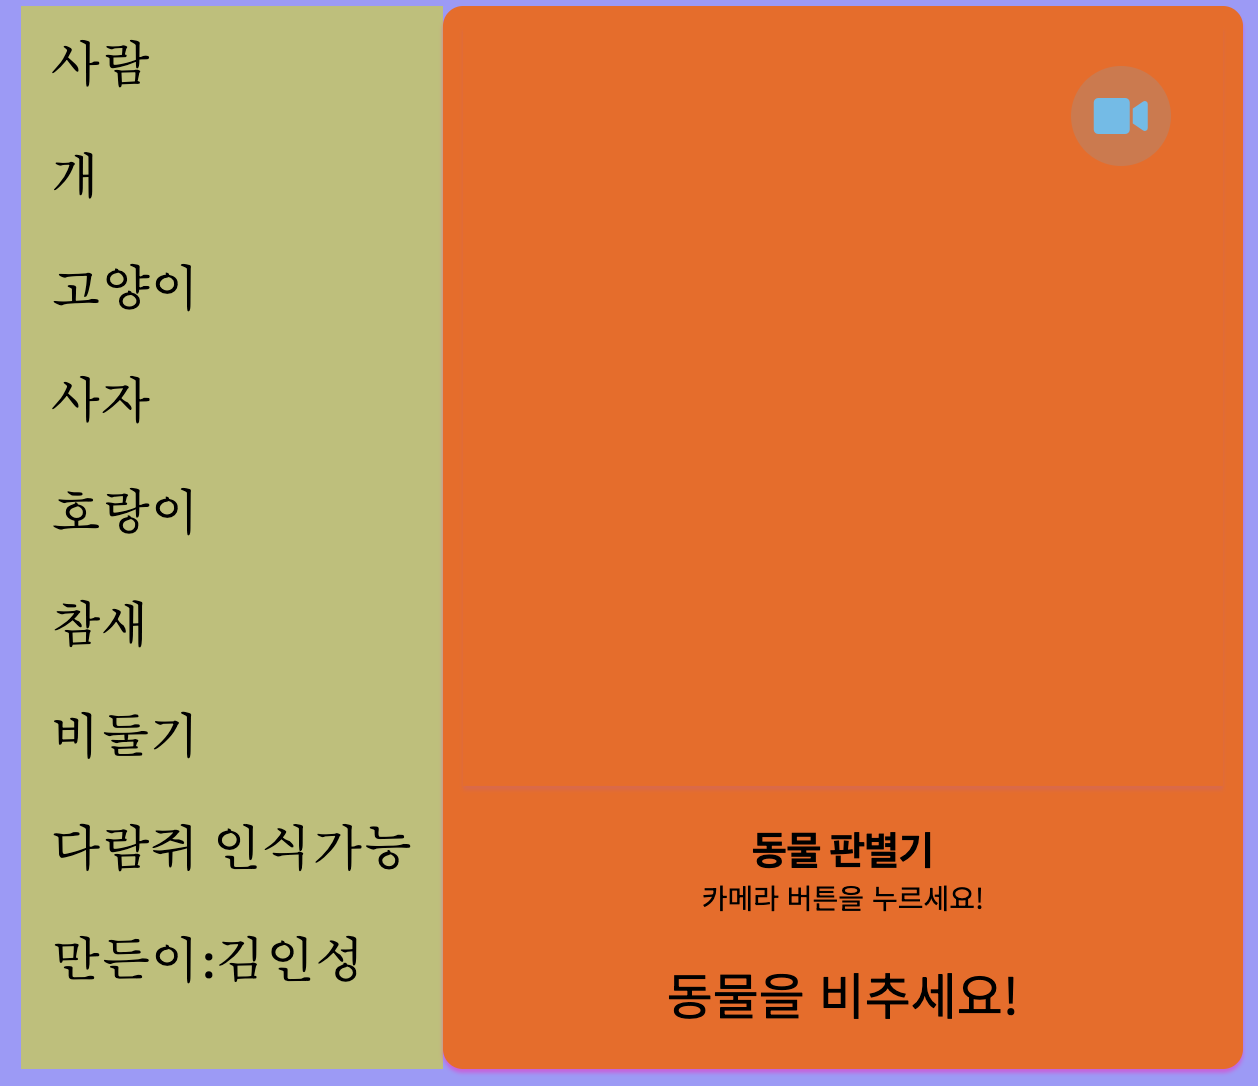 사람
개
고양이
사자
호랑이
참새
비둘기
다람쥐 인식가능
만든이:김인성
동물 판별기
카메라 버튼을 누르세요!
동물을 비추세요!